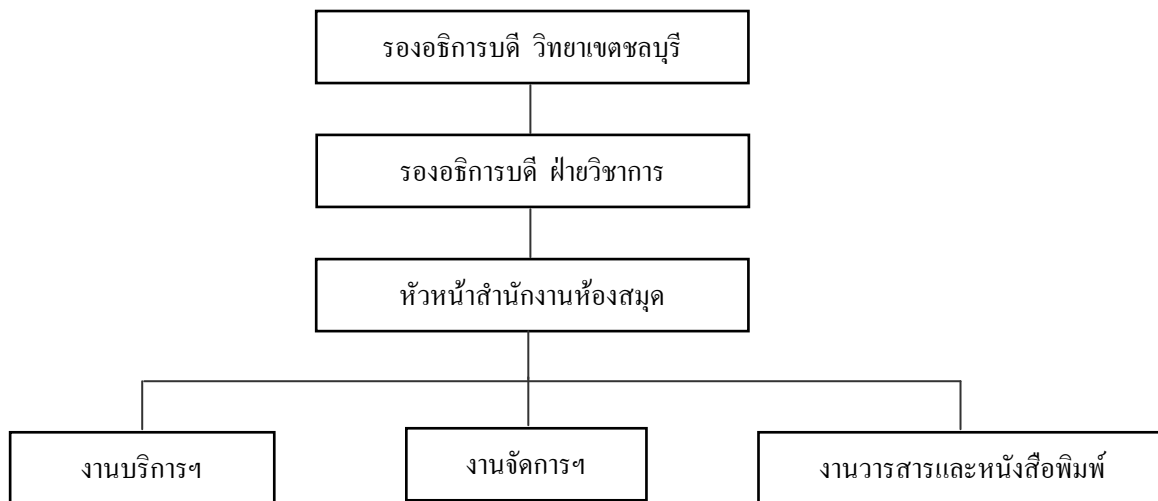 รองอธิการบดี วิทยาเขตชลบุรี
รองอธิการบดี ฝ่ายวิชาการ
หัวหน้าสำนักงานห้องสมุด
งานบริการฯ
งานจัดการฯ
งานวารสารและหนังสือพิมพ์